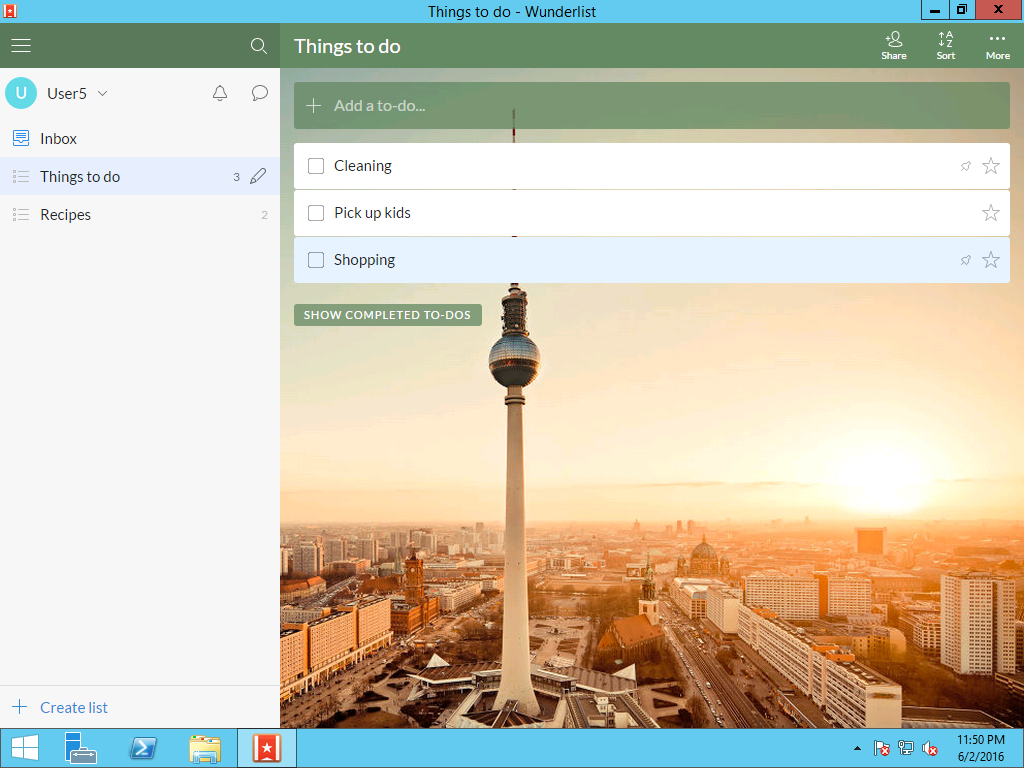 Things to do - Wunderlist
Things to do
Share
Sort
More
U
User5
Inbox
Things to do 3
Recipes 2
Add a to-do...
Cleaning
Pick up kids
Shopping
SHOW COMPLETED TO-DOS
Create list
11:50 PM
6/2/2016